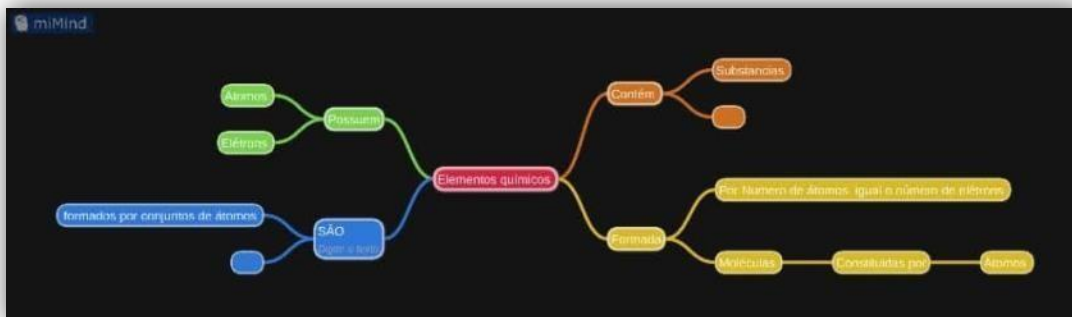 miMind
Átomos
Possuem
Elétrons
formados por conjuntos de átomos
SÃO
Digite o texto
Elementos químicos
Contém
Substancias
Formada
Por Numero de átomos igual o número de elétrons
Moléculas
Constituídas por
Átomos